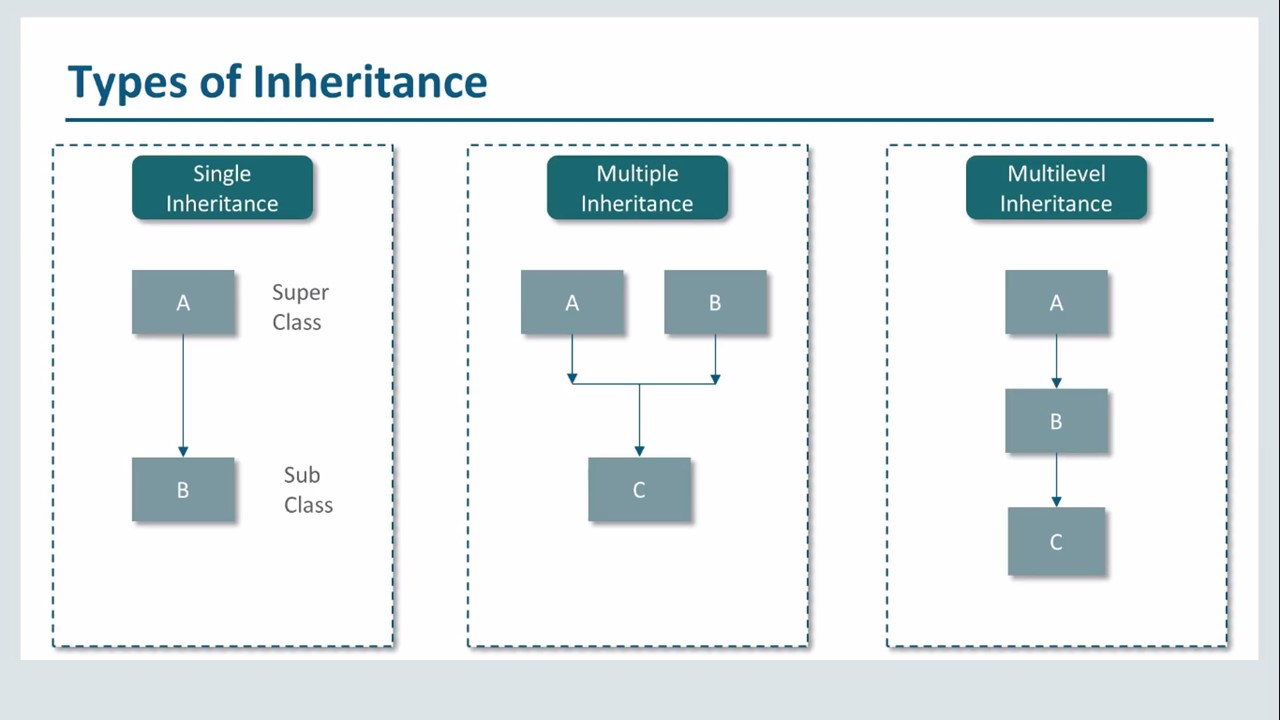 Types of Inheritance
Single
Inheritance
A
Super
Class
B
Sub
Class
Multiple
Inheritance
A
B
C
Multilevel
Inheritance
A
B
C